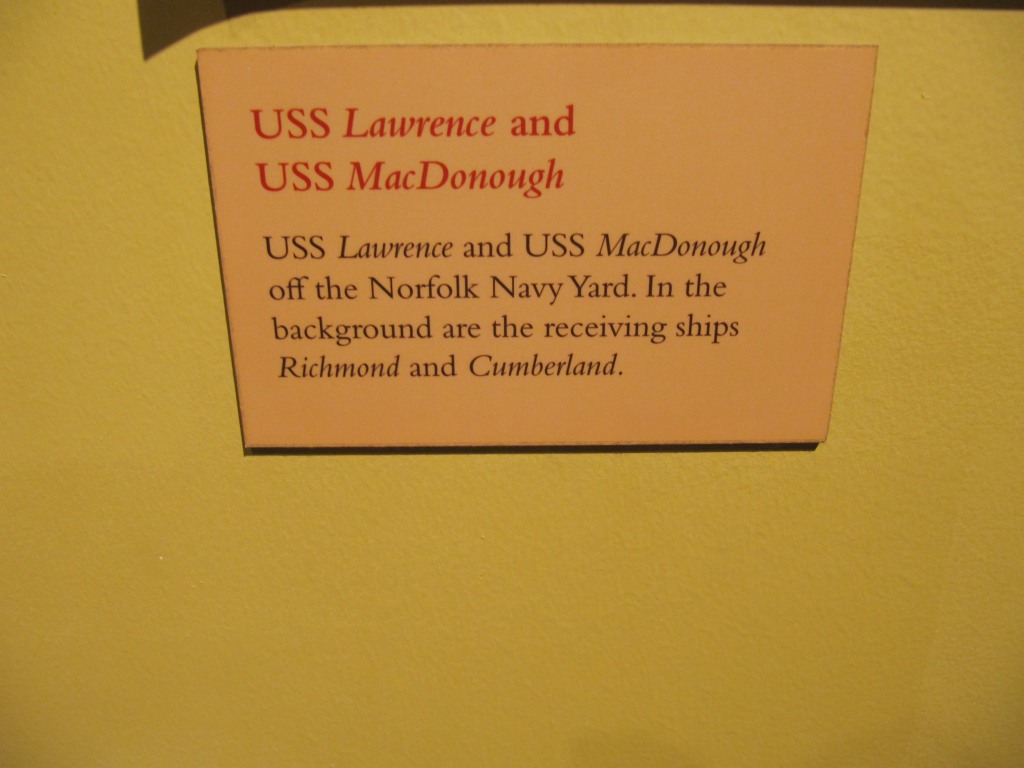 USS Lawrence and
USS MacDonough
USS Lawrence and USS MacDonough
off the Norfolk Navy Yard. In the
background are the receiving ships
Richmond and Cumberland.